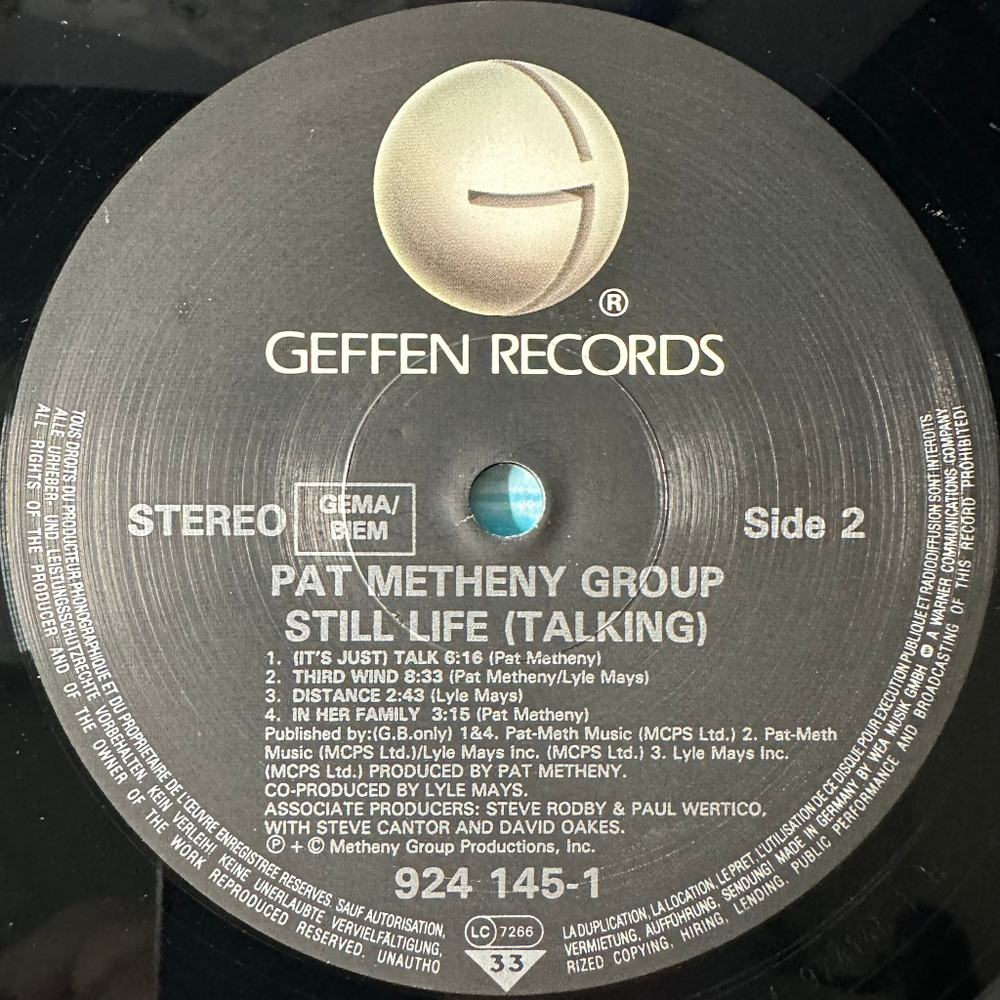 ®
GEFFEN RECORDS
STEREO
GEMA/
BIEM
Side 2
PAT METHENY GROUP
STILL LIFE (TALKING)
1. (IT'S JUST) TALK 6:16 (Pat Metheny)
2. THIRD WIND 8:33 (Pat Metheny/Lyle Mays)
3. DISTANCE 2:43 (Lyle Mays)
4. IN HER FAMILY 3:15 (Pat Metheny)
Published by:(G.B.only) 1&4. Pat-Meth Music (MCPS Ltd.) 2. Pat-Meth
Music (MCPS Ltd.)/Lyle Mays Inc. (MCPS Ltd.) 3. Lyle Mays Inc.
(MCPS Ltd.) PRODUCED BY PAT METHENY.
CO-PRODUCED BY LYLE MAYS.
ASSOCIATE PRODUCERS: STEVE RODBY & PAUL WERTICO,
WITH STEVE CANTOR AND DAVID OAKES.
℗ + © Metheny Group Productions, Inc.
924 145-1
LC 7266
33
TOUS DROITS DU PRODUCTEUR PHONOGRAPHIQUE ET DU PROPRIETAIRE DE L'ŒUVRE ENREGISTREE RESERVES. SAUF AUTORISATION,
LA DUPLICATION, LA LOCATION, LE PRET, L'UTILISATION DE CE DISQUE POUR EXECUTION PUBLIQUE ET RADIODIFFUSION SONT INTERDITS.
ALLE URHEBER- UND LEISTUNGSSCHUTZRECHTE VORBEHALTEN. KEIN VERLEIH! KEINE UNERLAUBTE VERVIELFÄLTIGUNG,
VERMIETUNG, AUFFÜHRUNG, SENDUNG! MADE IN GERMANY BY WEA MUSIK GMBH A WARNER COMMUNICATIONS COMPANY
ALL RIGHTS OF THE PRODUCER AND OF THE OWNER OF THE WORK REPRODUCED RESERVED. UNAUTHO
RIZED COPYING, HIRING, LENDING, PUBLIC PERFORMANCE AND BROADCASTING OF THIS RECORD PROHIBITED!